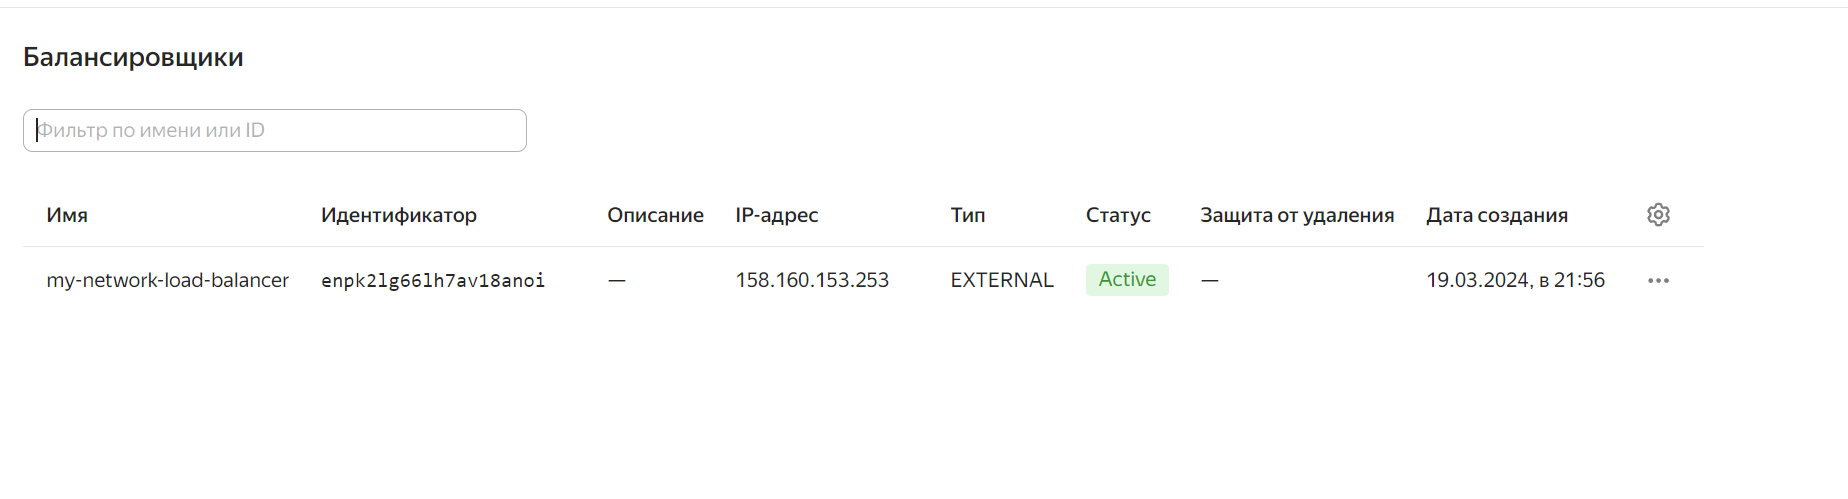 Балансировщики
Фильтр по имени или ID
Имя Идентификатор Описание IP-адрес Тип Статус Защита от удаления Дата создания
my-network-load-balancer enpk2lg66lh7av18anoi — 158.160.153.253 EXTERNAL Active — 19.03.2024, в 21:56